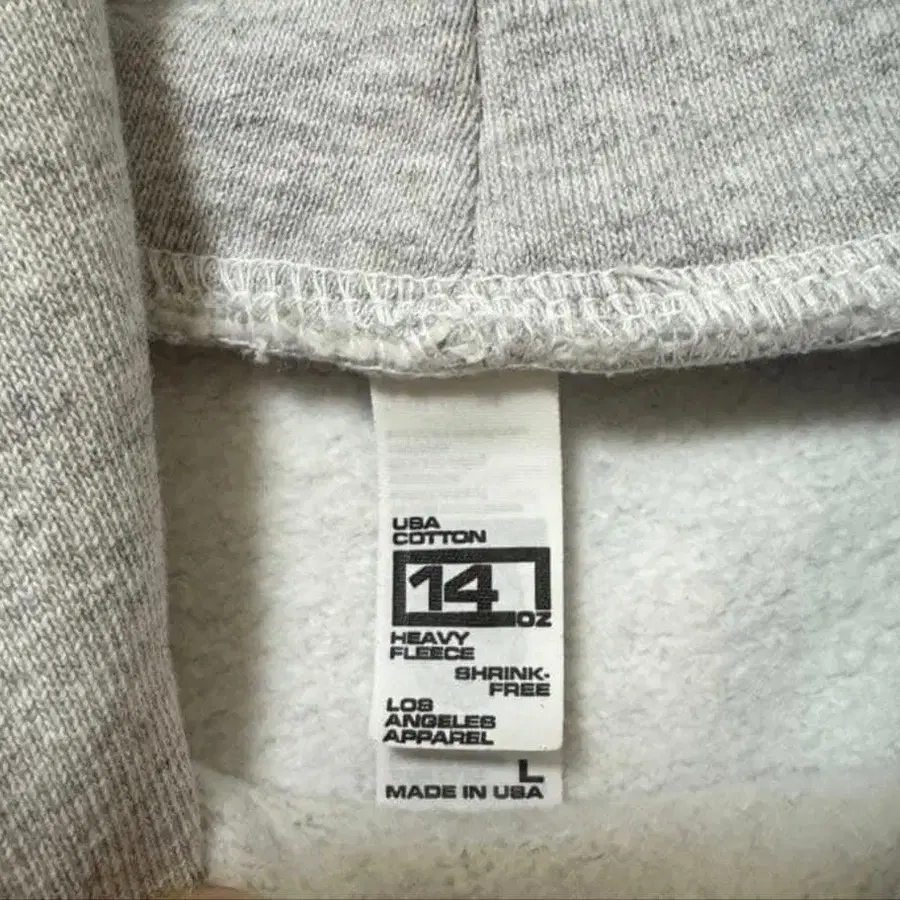 USA
COTTON
14
OZ
HEAVY
FLEECE
SHRINK-
FREE
LOS
ANGELES
APPAREL
L
MADE IN USA